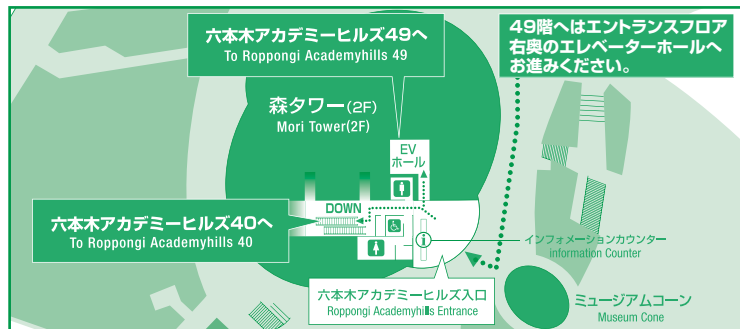 六本木アカデミーヒルズ49へ
To Roppongi Academyhills 49
49階へはエントランスフロア
右奥のエレベーターホールへ
お進みください。
森タワー(2F)
Mori Tower(2F)
EV
ホール
DOWN
六本木アカデミーヒルズ40へ
To Roppongi Academyhills 40
インフォメーションカウンター
information Counter
六本木アカデミーヒルズ入口
Roppongi Academyhills Entrance
ミュージアムコーン
Museum Cone